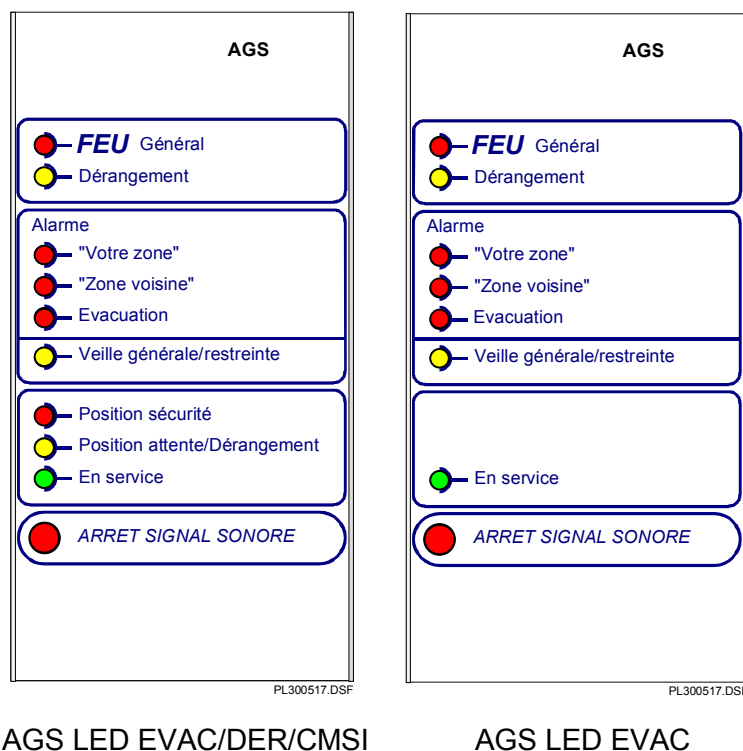 AGS
FEU Général
Dérangement
Alarme
"Votre zone"
"Zone voisine"
Evacuation
Veille générale/restreinte
Position sécurité
Position attente/Dérangement
En service
ARRET SIGNAL SONORE
PL300517.DSF
AGS LED EVAC/DER/CMSI
AGS
FEU Général
Dérangement
Alarme
"Votre zone"
"Zone voisine"
Evacuation
Veille générale/restreinte
En service
ARRET SIGNAL SONORE
PL300517.DSF
AGS LED EVAC